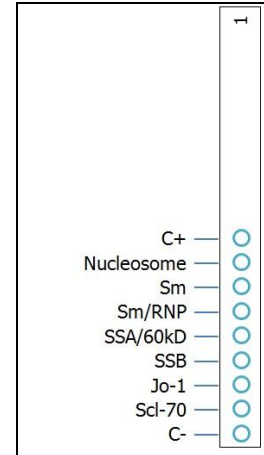 1
C+
Nucleosome
Sm
Sm/RNP
SSA/60kD
SSB
Jo-1
Scl-70
C-